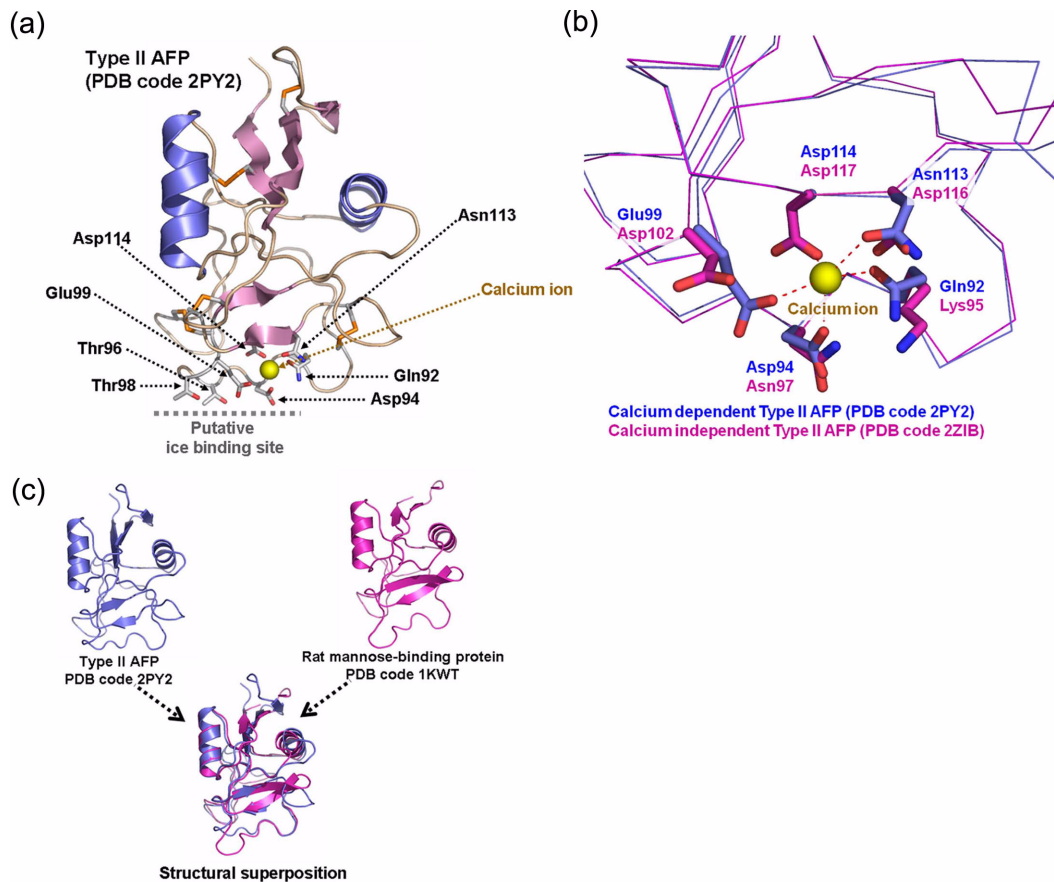 (a)
Type II AFP
(PDB code 2PY2)
Asn113
Asp114
Glu99
Calcium ion
Thr96
Thr98
Gln92
Asp94
Putative
ice binding site
(b)
Asp114
Asp117
Asn113
Asp116
Glu99
Asp102
Gln92
Lys95
Calcium ion
Asp94
Asn97
Calcium dependent Type II AFP (PDB code 2PY2)
Calcium independent Type II AFP (PDB code 2ZIB)
(c)
Type II AFP
PDB code 2PY2
Rat mannose-binding protein
PDB code 1KWT
Structural superposition